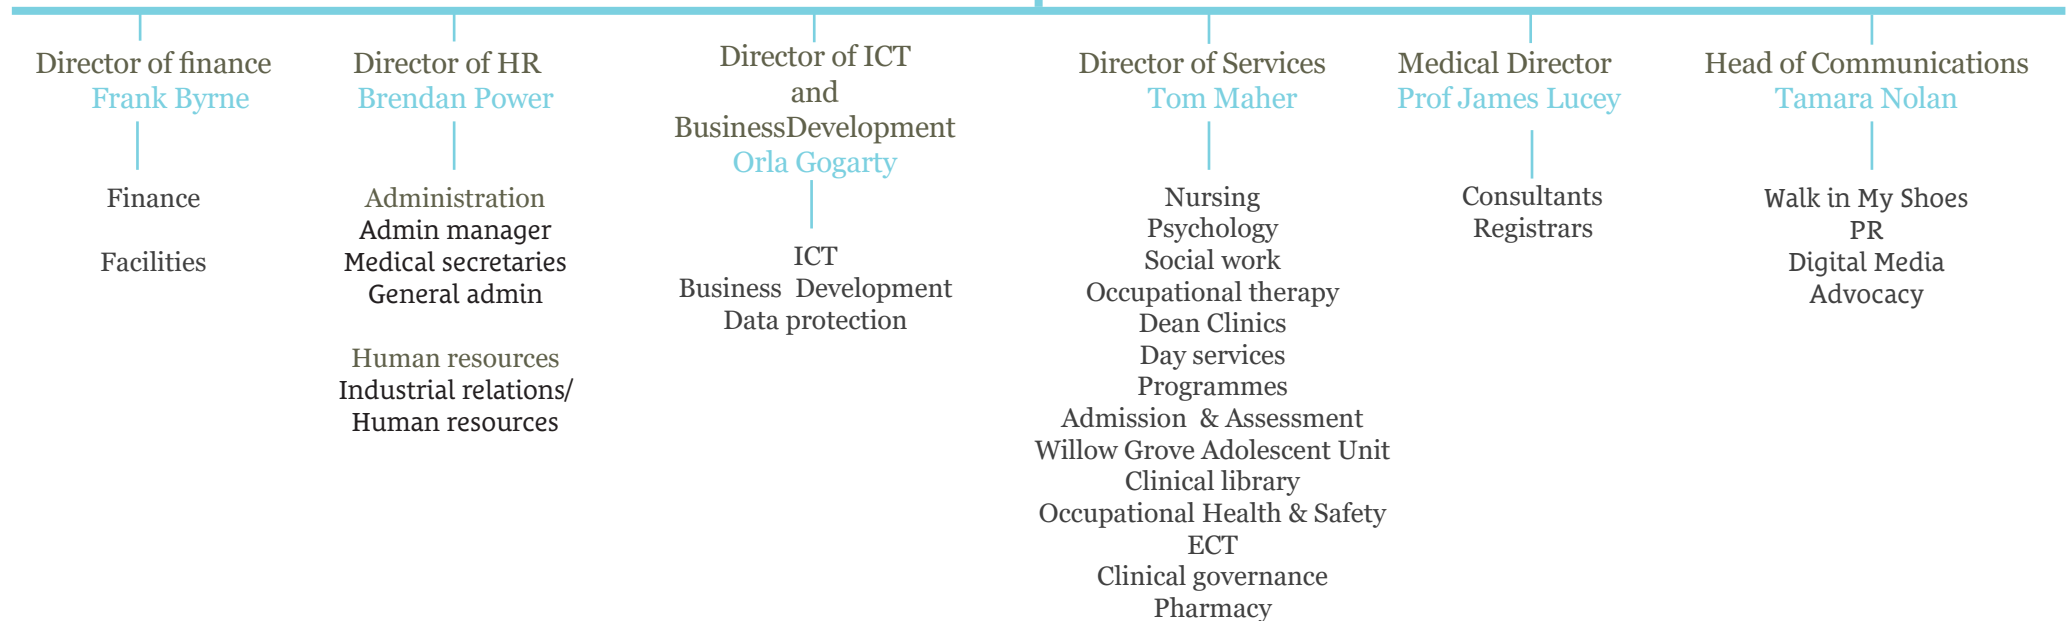 Director of finance
Frank Byrne
Finance
Facilities
Director of HR
Brendan Power
Administration
Admin manager
Medical secretaries
General admin
Human resources
Industrial relations/
Human resources
Director of ICT
and
BusinessDevelopment
Orla Gogarty
ICT
Business Development
Data protection
Director of Services
Tom Maher
Nursing
Psychology
Social work
Occupational therapy
Dean Clinics
Day services
Programmes
Admission & Assessment
Willow Grove Adolescent Unit
Clinical library
Occupational Health & Safety
ECT
Clinical governance
Pharmacy
Medical Director
Prof James Lucey
Consultants
Registrars
Head of Communications
Tamara Nolan
Walk in My Shoes
PR
Digital Media
Advocacy